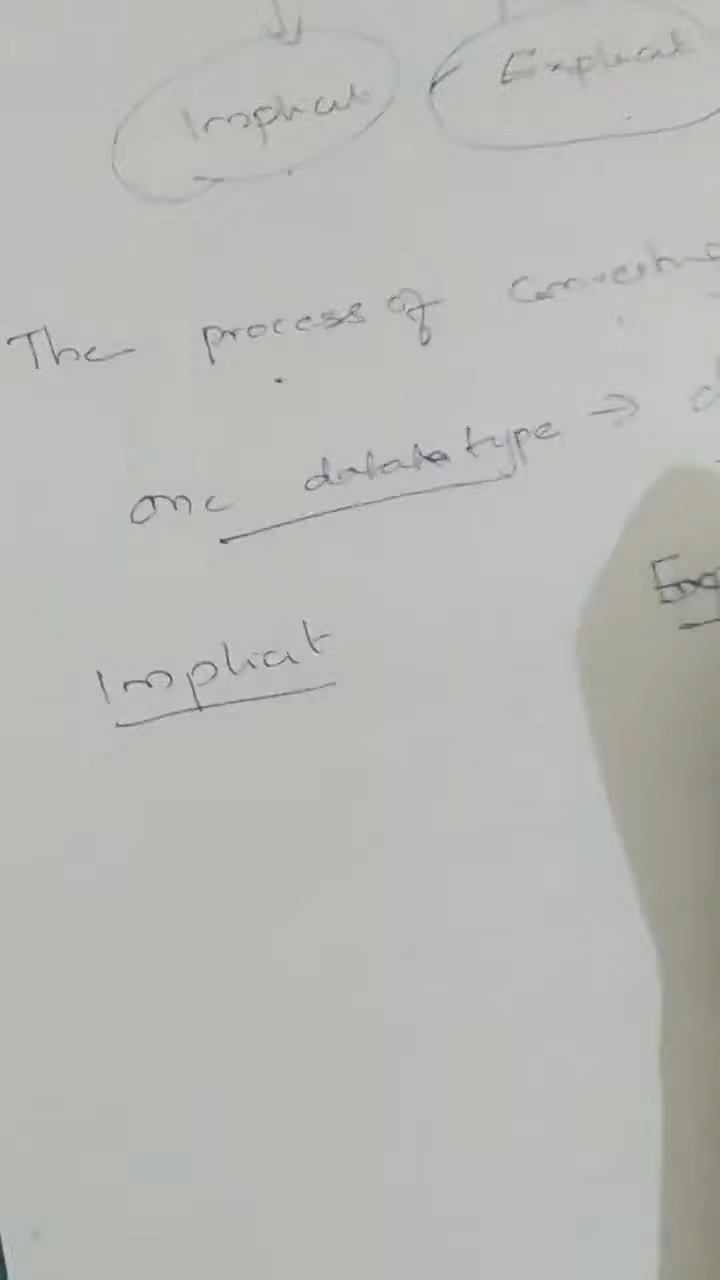 Implicit Explicit
The process of
one datatype →
Implicit